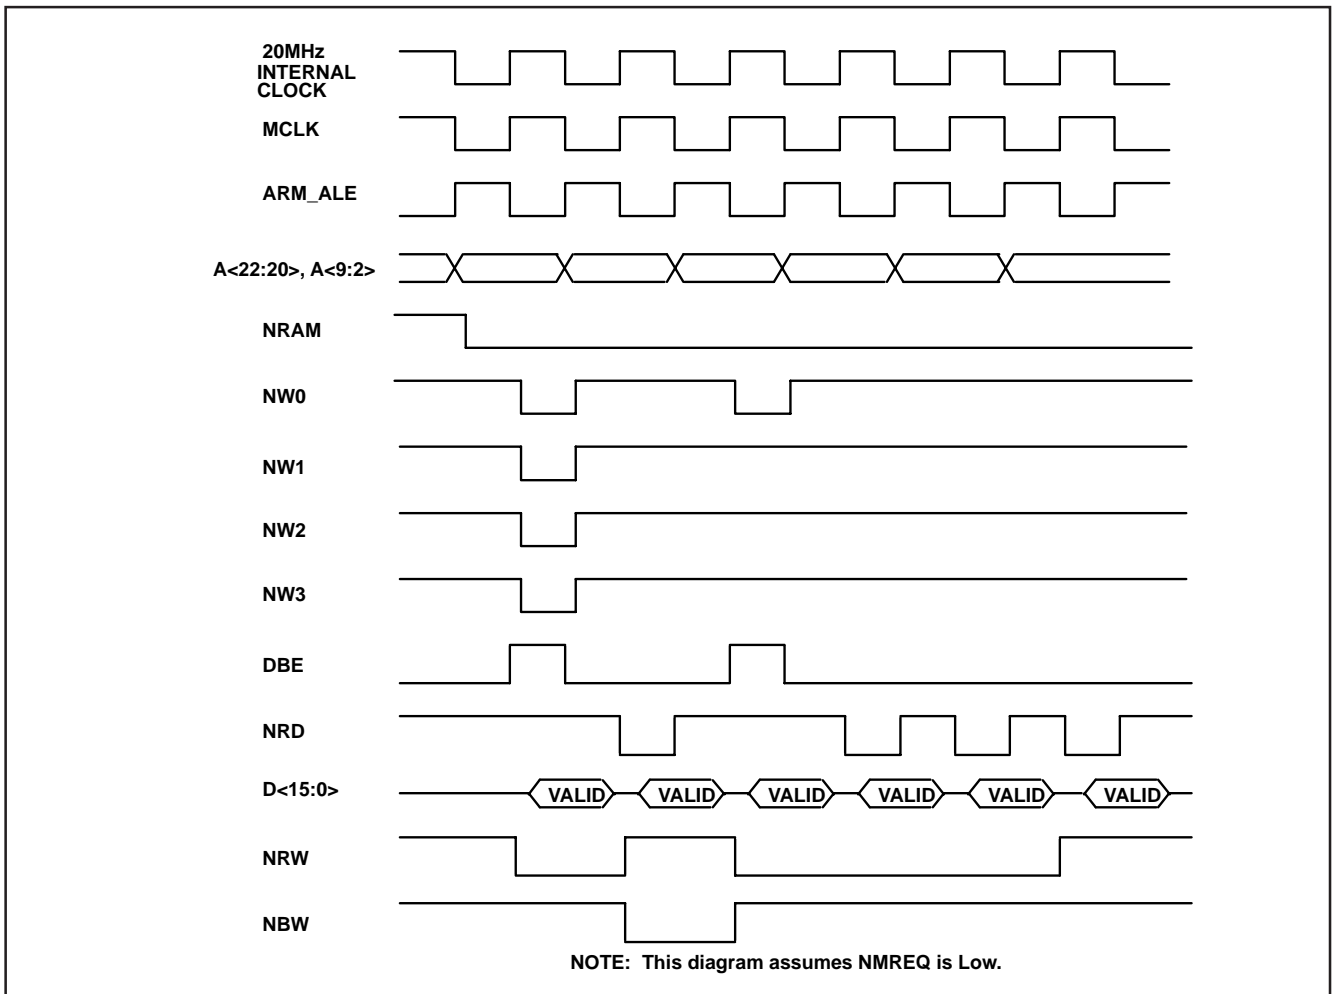 20MHz
INTERNAL
CLOCK
MCLK
ARM_ALE
A<22:20>, A<9:2>
NRAM
NW0
NW1
NW2
NW3
DBE
NRD
D<15:0>
VALID VALID VALID VALID VALID VALID
NRW
NBW
NOTE: This diagram assumes NMREQ is Low.